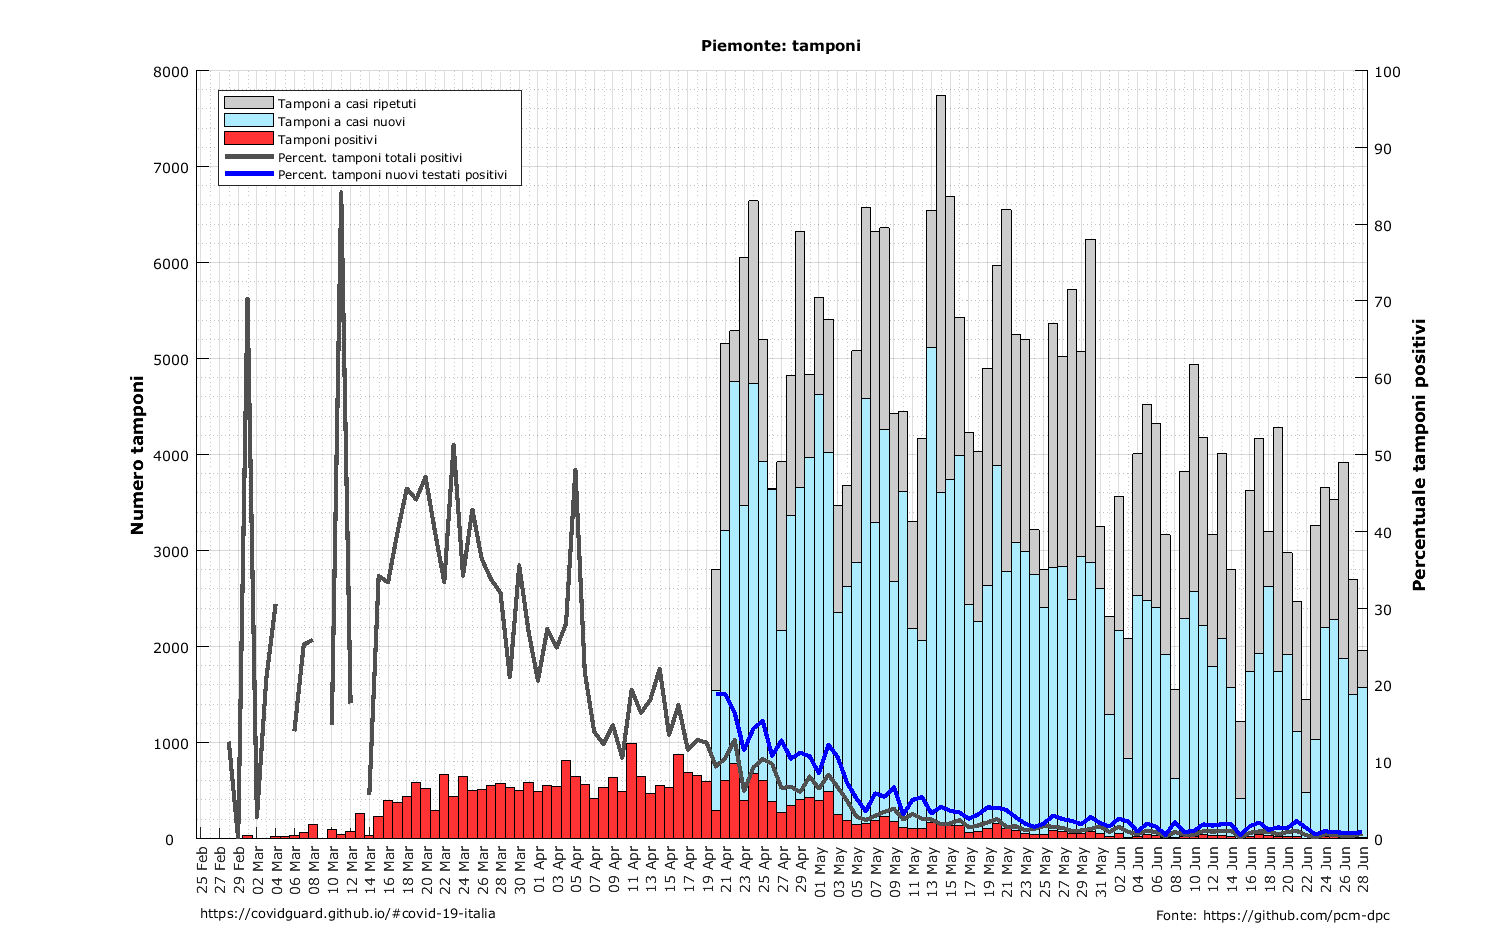 Piemonte: tamponi
8000
7000
6000
5000
4000
3000
2000
1000
0
Numero tamponi
Tamponi a casi ripetuti
Tamponi a casi nuovi
Tamponi positivi
Percent. tamponi totali positivi
Percent. tamponi nuovi testati positivi
100
90
80
70
60
50
40
30
20
10
0
Percentuale tamponi positivi
25 Feb
27 Feb
29 Feb
02 Mar
04 Mar
06 Mar
08 Mar
10 Mar
12 Mar
14 Mar
16 Mar
18 Mar
20 Mar
22 Mar
24 Mar
26 Mar
28 Mar
30 Mar
01 Apr
03 Apr
05 Apr
07 Apr
09 Apr
11 Apr
13 Apr
15 Apr
17 Apr
19 Apr
21 Apr
23 Apr
25 Apr
27 Apr
29 Apr
01 May
03 May
05 May
07 May
09 May
11 May
13 May
15 May
17 May
19 May
21 May
23 May
25 May
27 May
29 May
31 May
02 Jun
04 Jun
06 Jun
08 Jun
10 Jun
12 Jun
14 Jun
16 Jun
18 Jun
20 Jun
22 Jun
24 Jun
26 Jun
28 Jun
https://covidguard.github.io/#covid-19-italia
Fonte: https://github.com/pcm-dpc